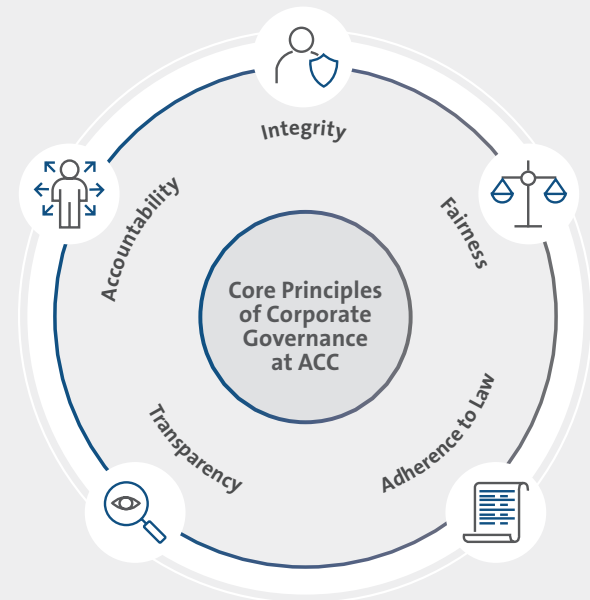 Integrity
Fairness
Adherence to Law
Transparency
Accountability
Core Principles
of Corporate
Governance
at ACC